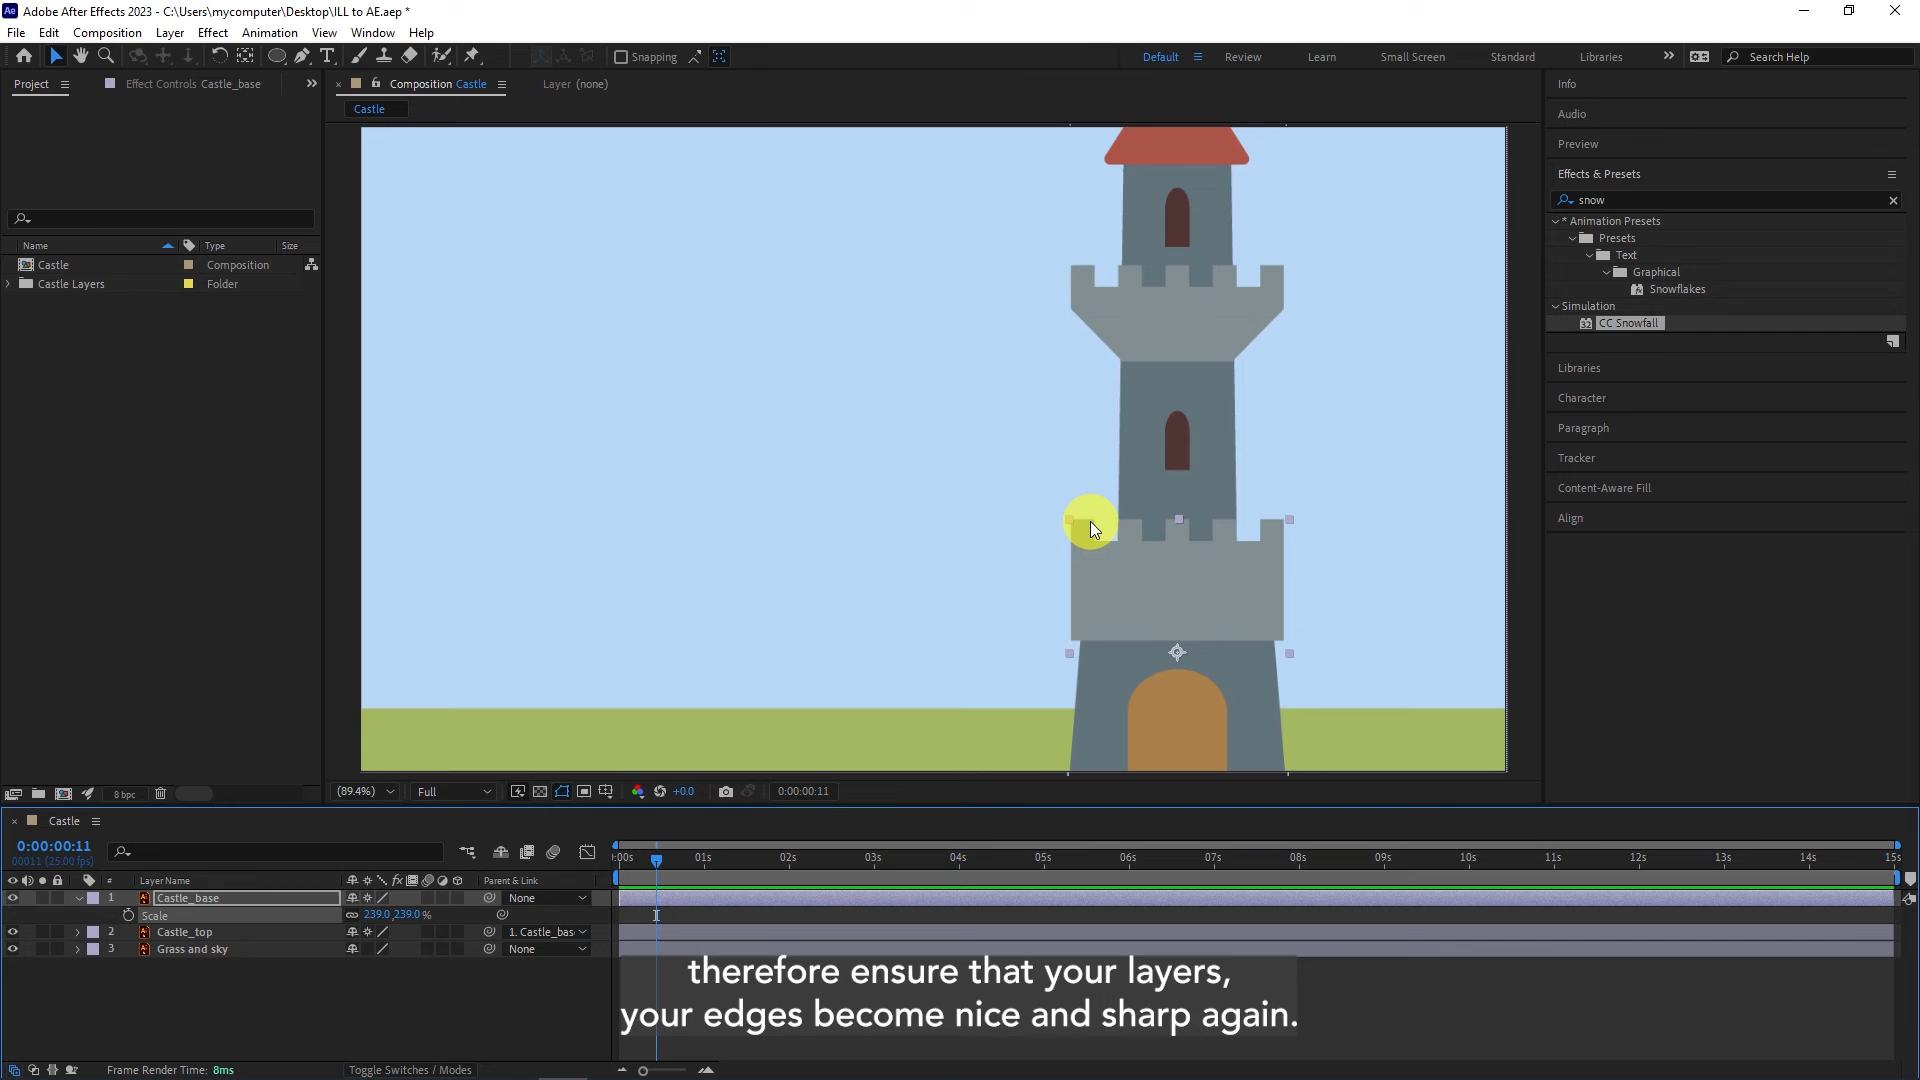 Ae Adobe After Effects 2023 - C:\Users\mycomputer\Desktop\ILL to AE.aep *
File Edit Composition Layer Effect Animation View Window Help
T Snapping Default Review Learn Small Screen Standard Libraries Search Help
Project Effect Controls Castle_base Composition Castle Layer (none)
Castle
Info
Audio
Preview
Effects & Presets
snow
* Animation Presets
Presets
Text
Graphical
Snowflakes
Simulation
32 CC Snowfall
Libraries
Character
Paragraph
Tracker
Content-Aware Fill
Align
Name Type Size
Castle Composition
Castle Layers Folder
8 bpc
(89.4%) Full +0.0 0:00:00:11
Castle
0:00:00:11
00011 (25.00 fps)
:00s 01s 02s 03s 04s 05s 06s 07s 08s 09s 10s 11s 12s 13s 14s 15s
# Layer Name fx Parent & Link
1 Castle_base None
Scale 239.0,239.0 %
2 Castle_top 1. Castle_bas
3 Grass and sky None
therefore ensure that your layers,
your edges become nice and sharp again.
Frame Render Time: 8ms Toggle Switches / Modes